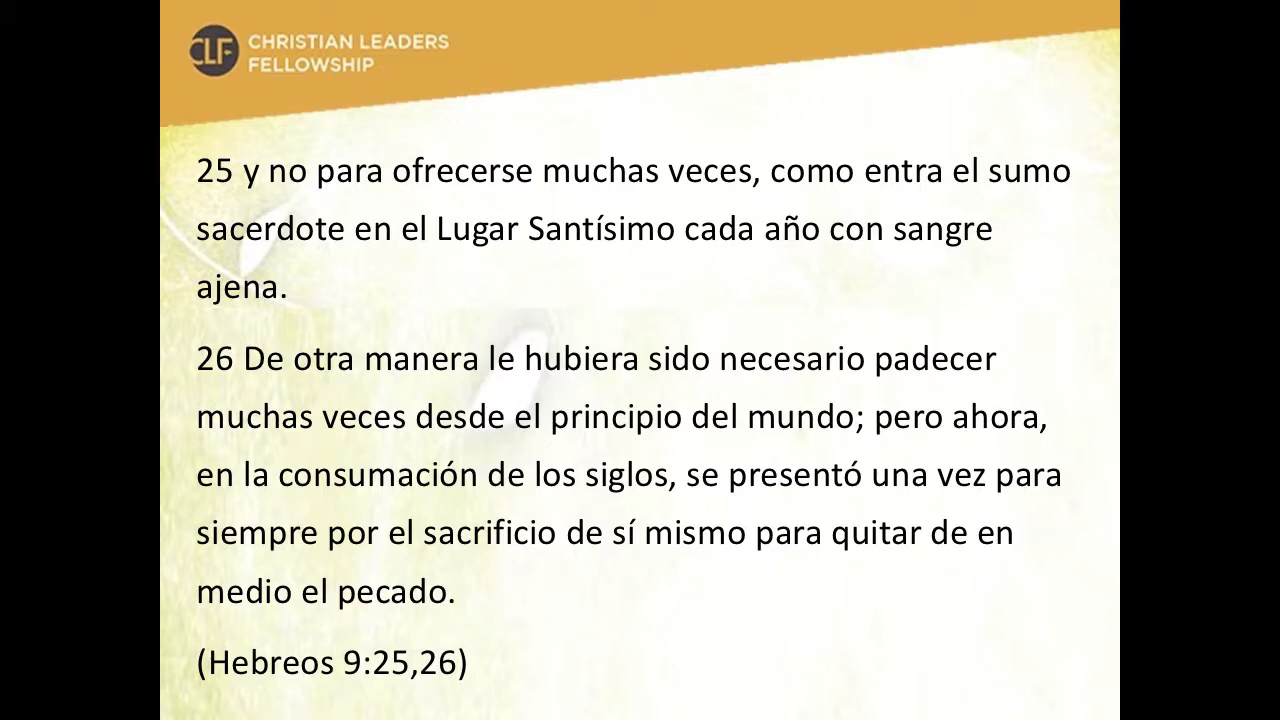 CLF CHRISTIAN LEADERS
FELLOWSHIP
25 y no para ofrecerse muchas veces, como entra el sumo
sacerdote en el Lugar Santísimo cada año con sangre
ajena.
26 De otra manera le hubiera sido necesario padecer
muchas veces desde el principio del mundo; pero ahora,
en la consumación de los siglos, se presentó una vez para
siempre por el sacrificio de sí mismo para quitar de en
medio el pecado.
(Hebreos 9:25,26)